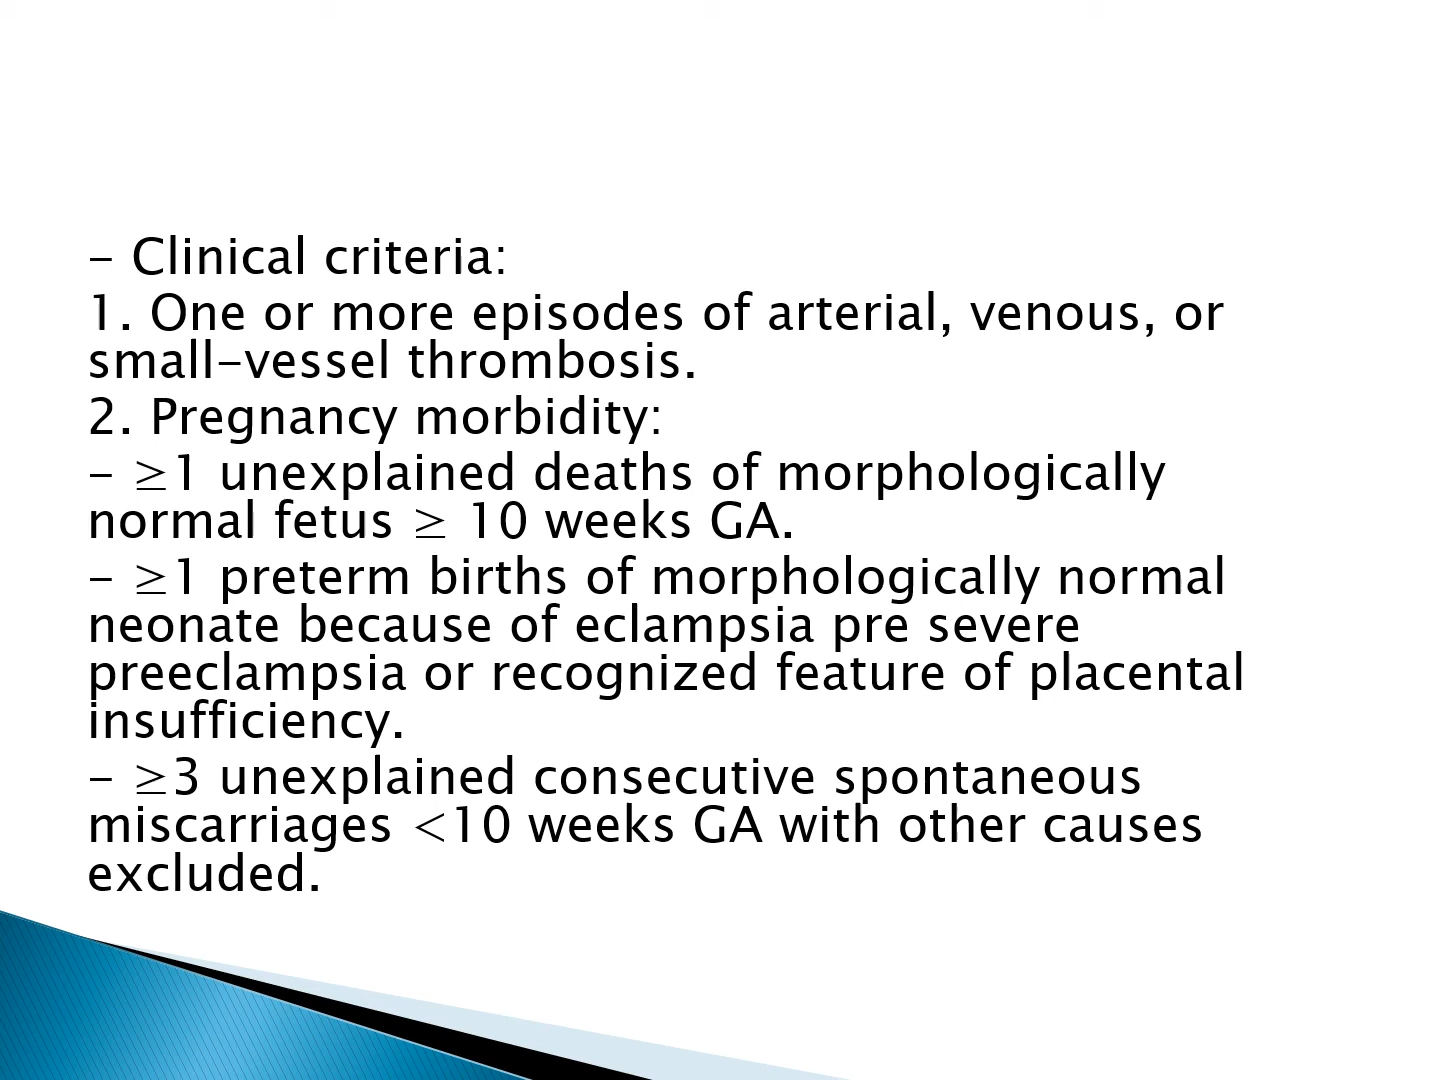 - Clinical criteria:
1. One or more episodes of arterial, venous, or
small-vessel thrombosis.
2. Pregnancy morbidity:
- ≥1 unexplained deaths of morphologically
normal fetus ≥ 10 weeks GA.
- ≥1 preterm births of morphologically normal
neonate because of eclampsia pre severe
preeclampsia or recognized feature of placental
insufficiency.
- ≥3 unexplained consecutive spontaneous
miscarriages <10 weeks GA with other causes
excluded.